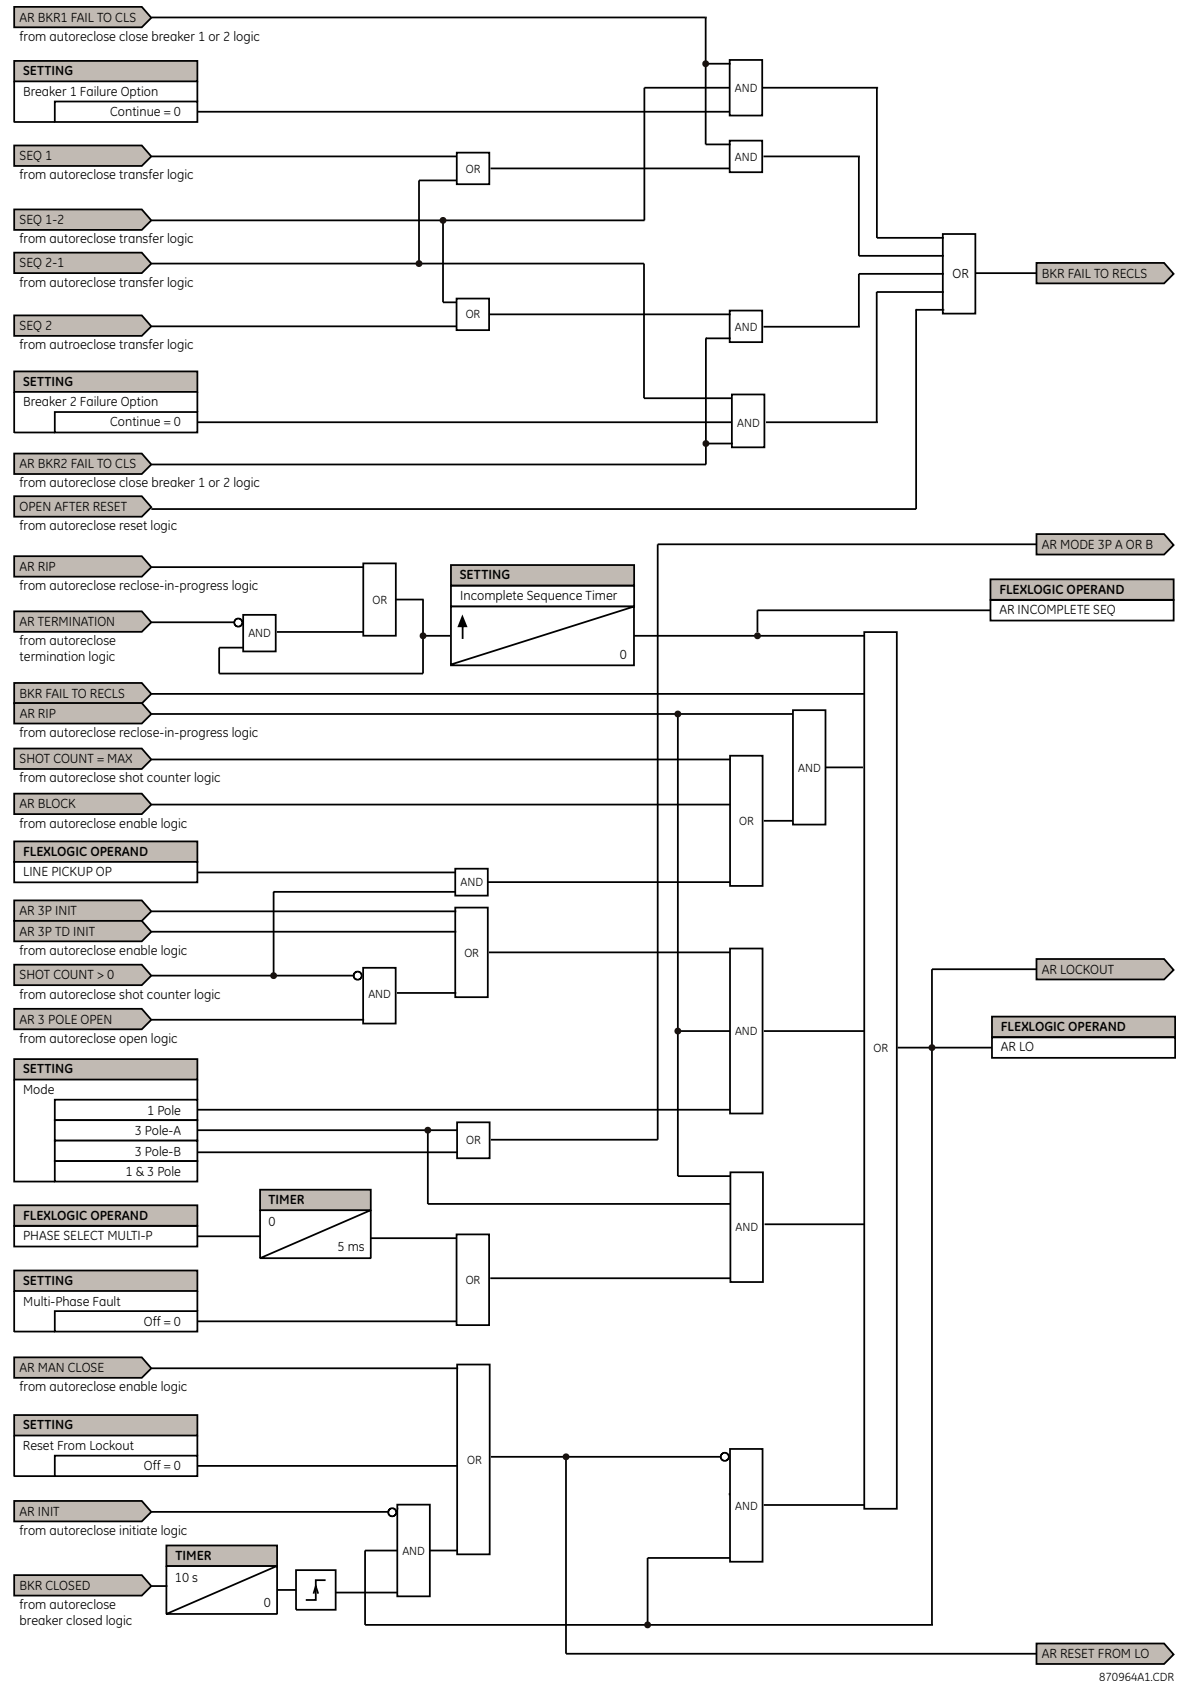 AR BKR1 FAIL TO CLS
from autoreclose close breaker 1 or 2 logic
SETTING
Breaker 1 Failure Option
Continue = 0
AND
SEQ 1
from autoreclose transfer logic
OR
AND
SEQ 1-2
from autoreclose transfer logic
SEQ 2-1
from autoreclose transfer logic
OR
BKR FAIL TO RECLS
SEQ 2
from autroeclose transfer logic
OR
AND
SETTING
Breaker 2 Failure Option
Continue = 0
AND
AR BKR2 FAIL TO CLS
from autoreclose close breaker 1 or 2 logic
OPEN AFTER RESET
from autoreclose reset logic
AR MODE 3P A OR B
AR RIP
from autoreclose reclose-in-progress logic
OR
SETTING
Incomplete Sequence Timer
0
FLEXLOGIC OPERAND
AR INCOMPLETE SEQ
AR TERMINATION
from autoreclose
termination logic
AND
BKR FAIL TO RECLS
AR RIP
from autoreclose reclose-in-progress logic
SHOT COUNT = MAX
from autoreclose shot counter logic
AND
AR BLOCK
from autoreclose enable logic
OR
FLEXLOGIC OPERAND
LINE PICKUP OP
AND
AR 3P INIT
AR 3P TD INIT
from autoreclose enable logic
OR
SHOT COUNT > 0
from autoreclose shot counter logic
AND
AR LOCKOUT
AR 3 POLE OPEN
from autoreclose open logic
AND
OR
FLEXLOGIC OPERAND
AR LO
SETTING
Mode
1 Pole
3 Pole-A
3 Pole-B
1 & 3 Pole
OR
FLEXLOGIC OPERAND
PHASE SELECT MULTI-P
TIMER
0
5 ms
AND
SETTING
Multi-Phase Fault
Off = 0
OR
AR MAN CLOSE
from autoreclose enable logic
SETTING
Reset From Lockout
Off = 0
OR
AR INIT
from autoreclose initiate logic
AND
AND
TIMER
10 s
0
BKR CLOSED
from autoreclose
breaker closed logic
AR RESET FROM LO
870964A1.CDR